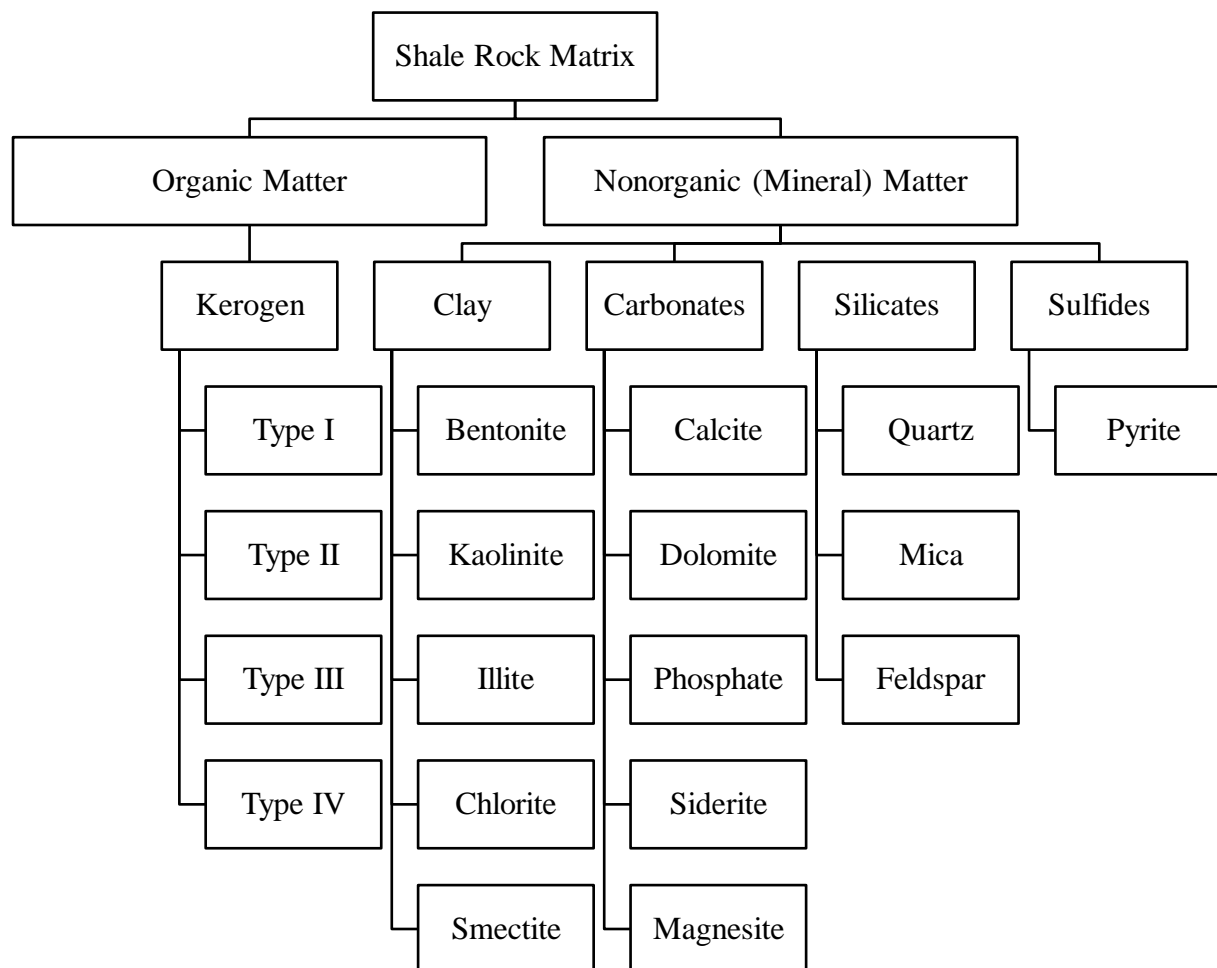 Shale Rock Matrix
Organic Matter
Nonorganic (Mineral) Matter
Kerogen
Clay
Carbonates
Silicates
Sulfides
Type I
Bentonite
Calcite
Quartz
Pyrite
Type II
Kaolinite
Dolomite
Mica
Type III
Illite
Phosphate
Feldspar
Type IV
Chlorite
Siderite
Smectite
Magnesite